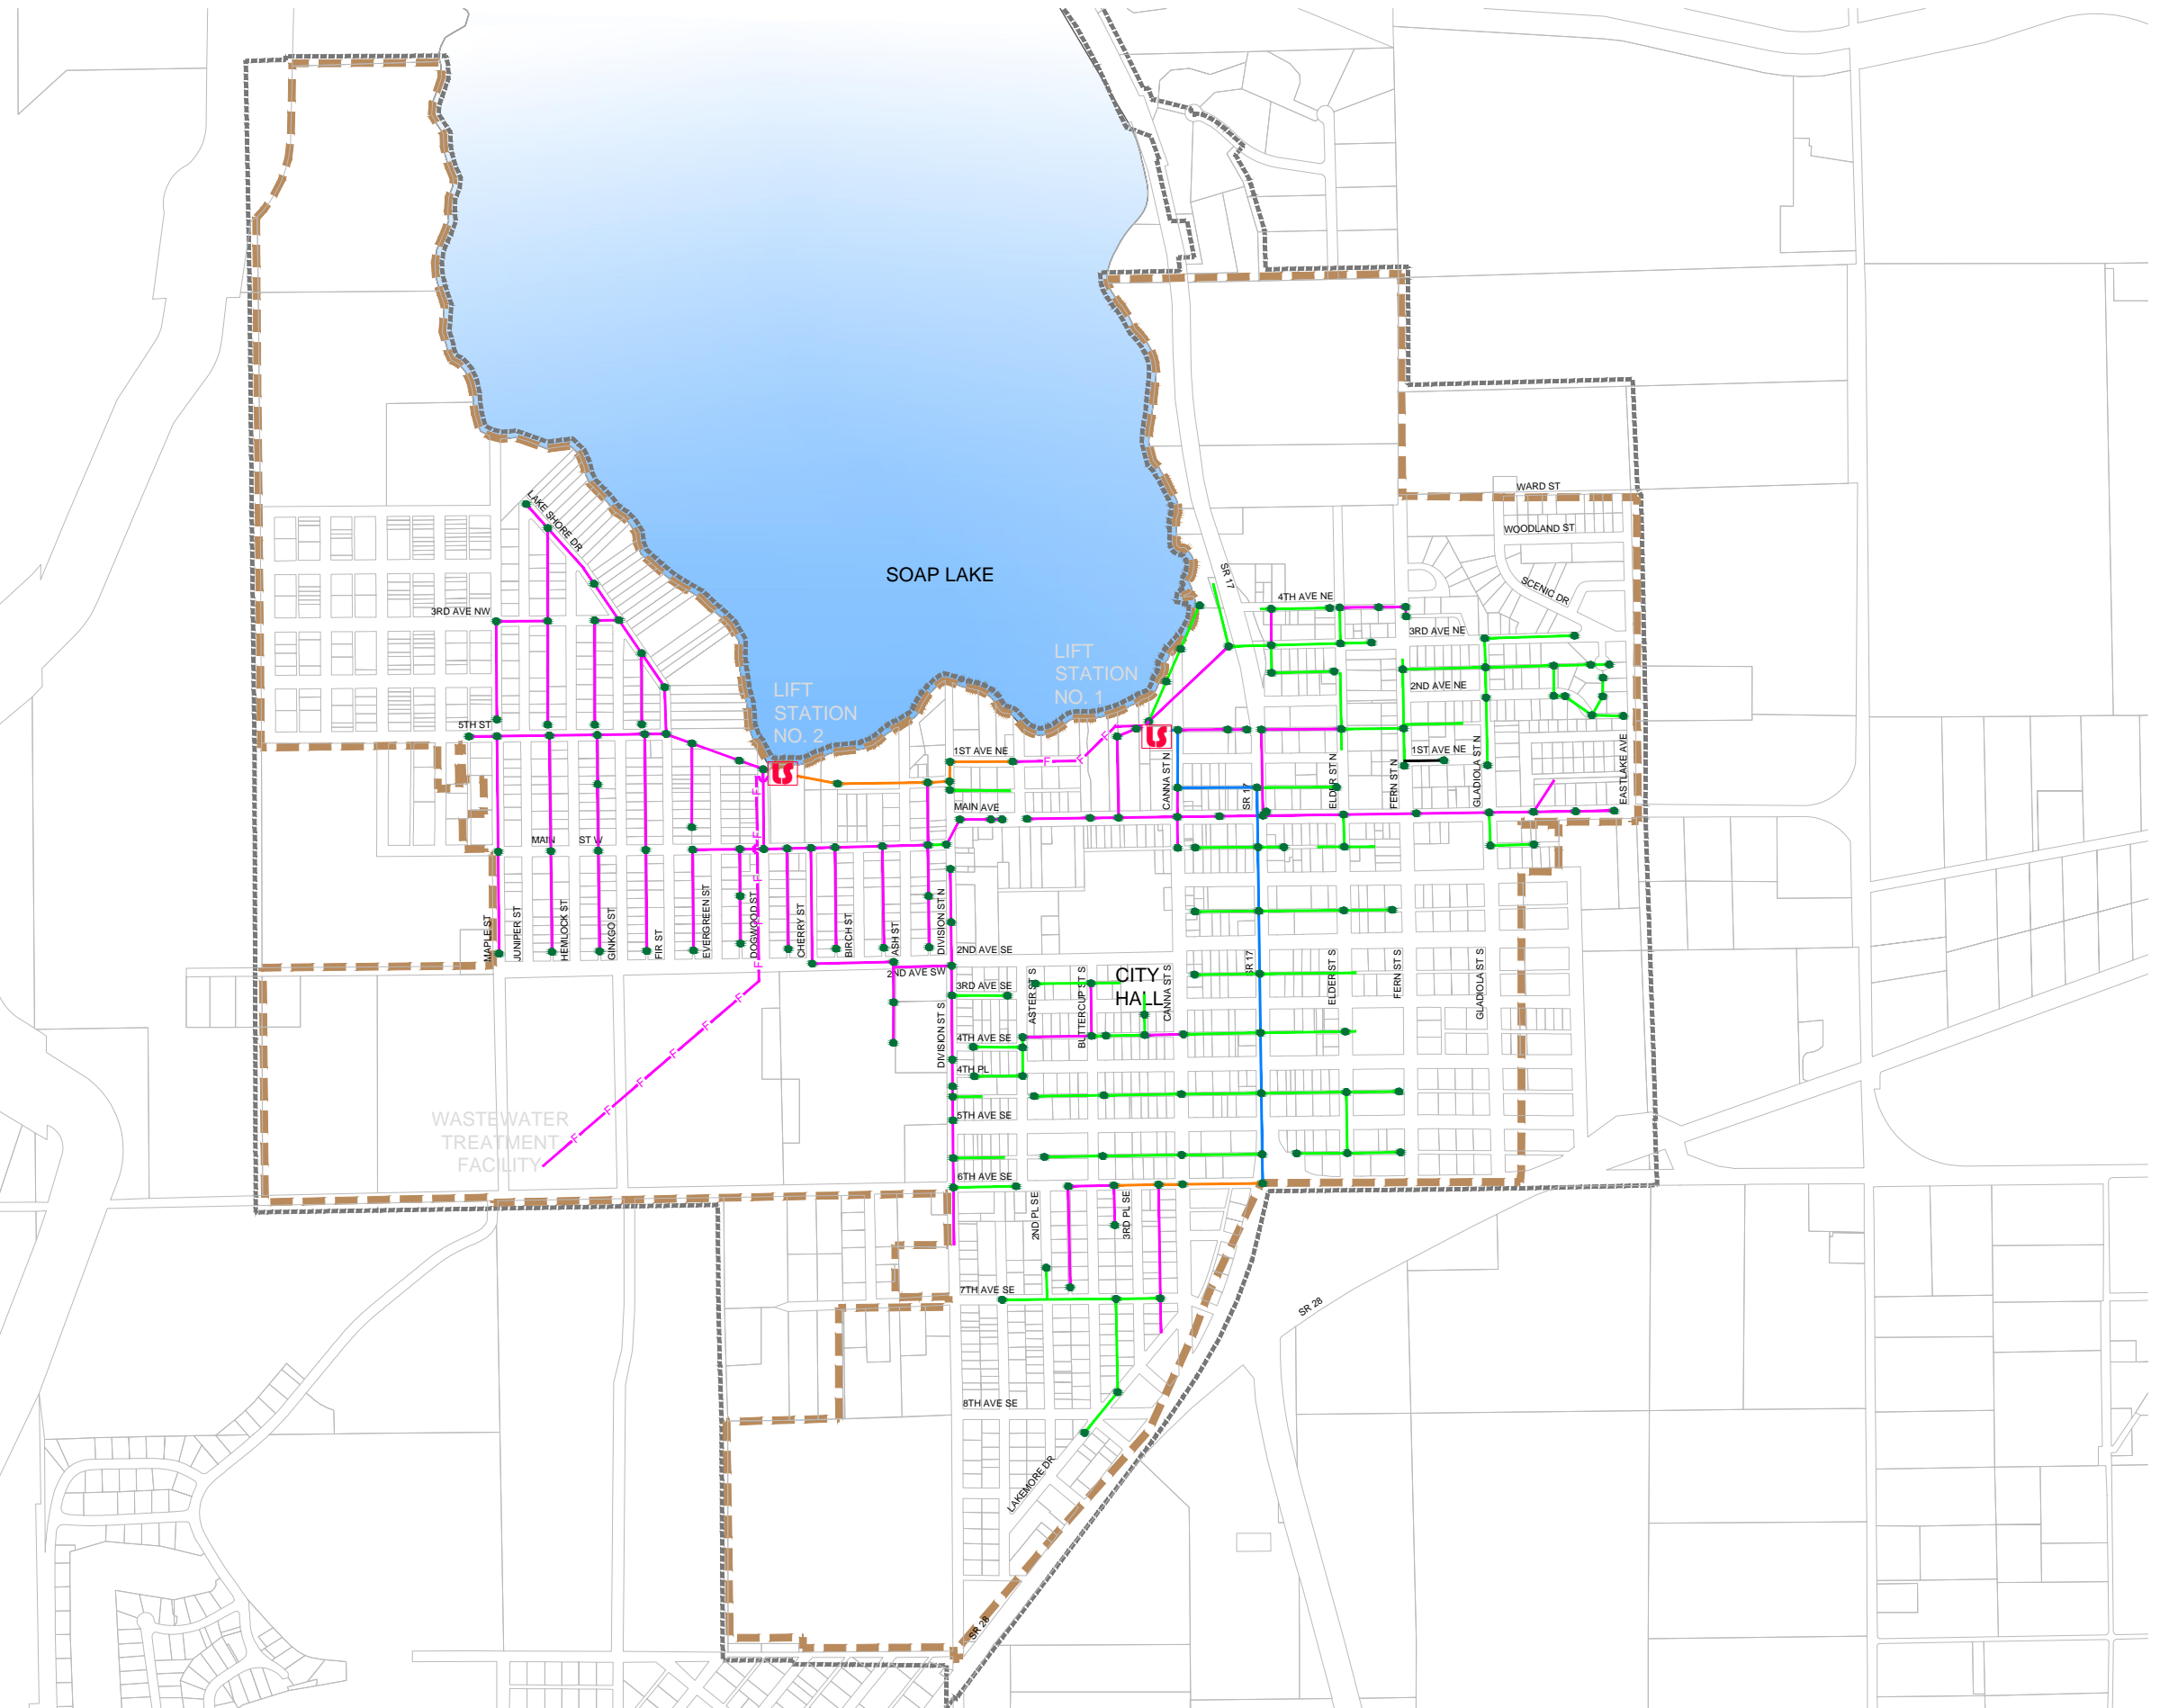 WARD ST
WOODLAND ST
LAKE SHORE DR
SOAP LAKE
SR 17
SCENIC DR
4TH AVE NE
3RD AVE NW
3RD AVE NE
LIFT
STATION
NO. 1
LIFT
STATION
NO. 2
2ND AVE NE
5TH ST
1ST AVE NE
1ST AVE NE
LS
LS
CANNA ST N
SR 17
ELDER ST N
FERN ST N
GLADIOLA ST N
EASTLAKE AVE
MAIN AVE
MAIN
ST W
MAPLE ST
JUNIPER ST
HEMLOCK ST
GINKGO ST
FIR ST
EVERGREEN ST
DOGWOOD ST
CHERRY ST
BIRCH ST
ASH ST
DIVISION ST N
2ND AVE SE
2ND AVE SW
3RD AVE SE
CITY
HALL
ASTER ST S
BUTTERCUP ST S
CANNA ST S
SR 17
ELDER ST S
FERN ST S
GLADIOLA ST S
DIVISION ST S
4TH AVE SE
4TH PL
5TH AVE SE
WASTEWATER
TREATMENT
FACILITY
6TH AVE SE
2ND PL SE
3RD PL SE
7TH AVE SE
SR 28
8TH AVE SE
LAKEMORE DR
SR 28
F
F
F
F
F
F
F
F
F
F
F
F
F